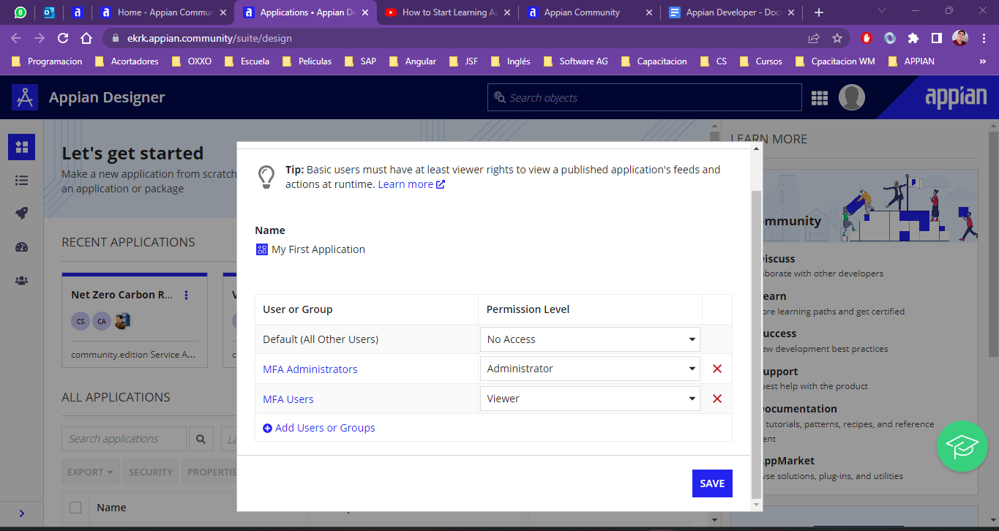 8
Home - Appian Commun
Applications • Appian De
How to Start Learning Ap
Appian Community
Appian Developer - Doc
ekrk.appian.community/suite/design
Programacion
Acortadores
OXXO
Escuela
Peliculas
SAP
Angular
JSF
Inglés
Software AG
Capacitacion
CS
Cursos
Cpacitacion WM
APPIAN
»
Appian Designer
Search objects
appian
Let's get started
Make a new application from scratch
an application or package
RECENT APPLICATIONS
Net Zero Carbon R...
CS
CA
community.edition Service A...
ALL APPLICATIONS
Search applications
EXPORT
SECURITY
PROPERTIE
Name
Tip: Basic users must have at least viewer rights to view a published application's feeds and
actions at runtime. Learn more
Name
My First Application
User or Group
Permission Level
Default (All Other Users)
No Access
MFA Administrators
Administrator
MFA Users
Viewer
Add Users or Groups
SAVE
LEARN MORE
mmunity
iscuss
borate with other developers
earn
ore learning paths and get certified
uccess
ew development best practices
upport
uest help with the product
ocumentation
tutorials, patterns, recipes, and reference
ent
AppMarket
wse solutions, plug-ins, and utilities